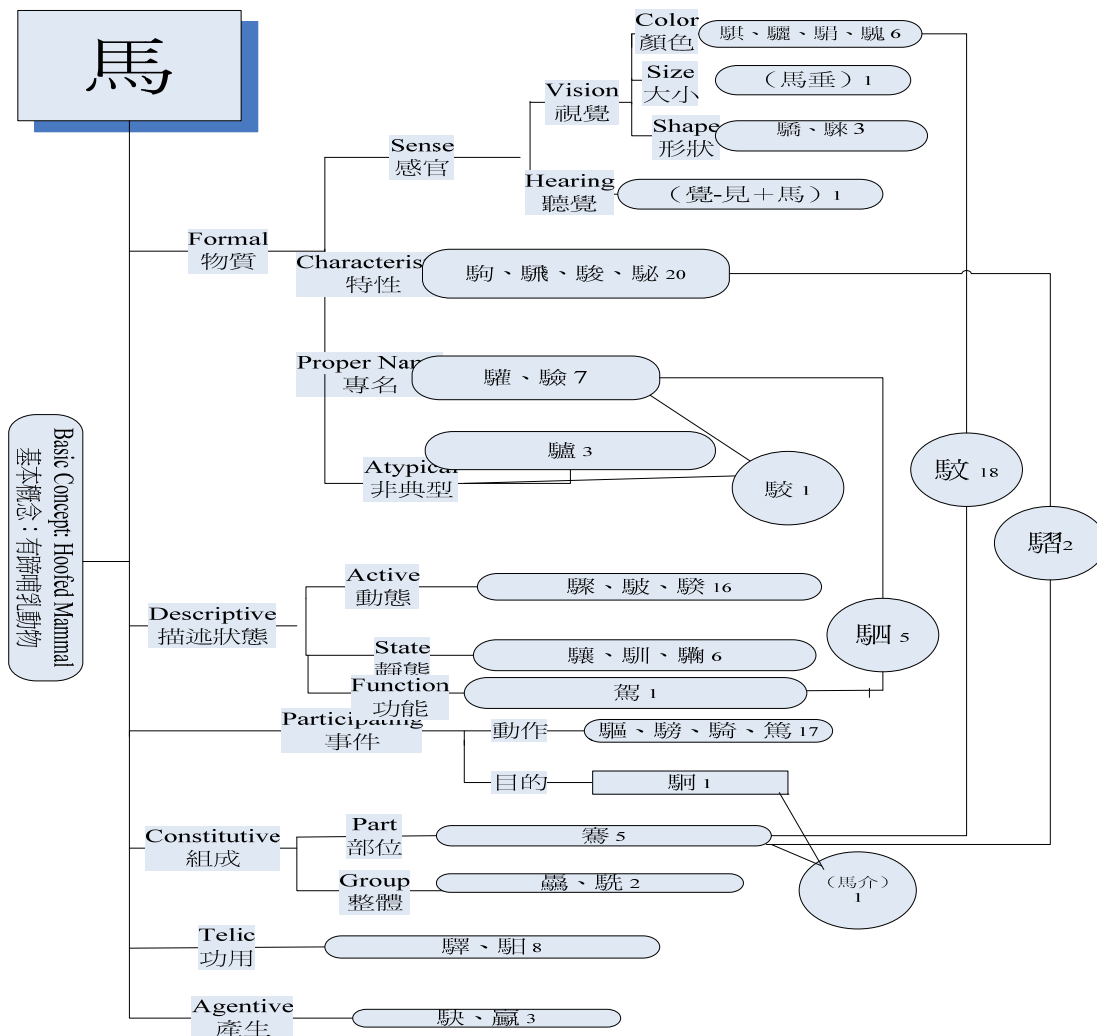 馬
Color
顏色
騏、驪、駽、騩 6
Size
大小
（馬垂）1
Vision
視覺
Shape
形狀
驕、騋 3
Sense
感官
Hearing
聽覺
（覺-見＋馬）1
Formal
物質
Characteris
特性
駒、騛、駿、駜 20
Proper Nan
專名
驩、驗 7
驢 3
Atypical
非典型
駮 1
駁 18
騽2
Basic Concept: Hoofed Mammal
基本概念：有蹄哺乳動物
Active
動態
驟、駊、騤 16
Descriptive
描述狀態
駟 5
State
靜態
驤、馴、驧 6
Function
功能
駕 1
Participating
事件
動作
驅、騯、騎、篤 17
目的
駉 1
Constitutive
組成
Part
部位
騫 5
Group
整體
驫、駪 2
（馬介）
1
Telic
功用
驛、馹 8
Agentive
產生
駃、驘 3